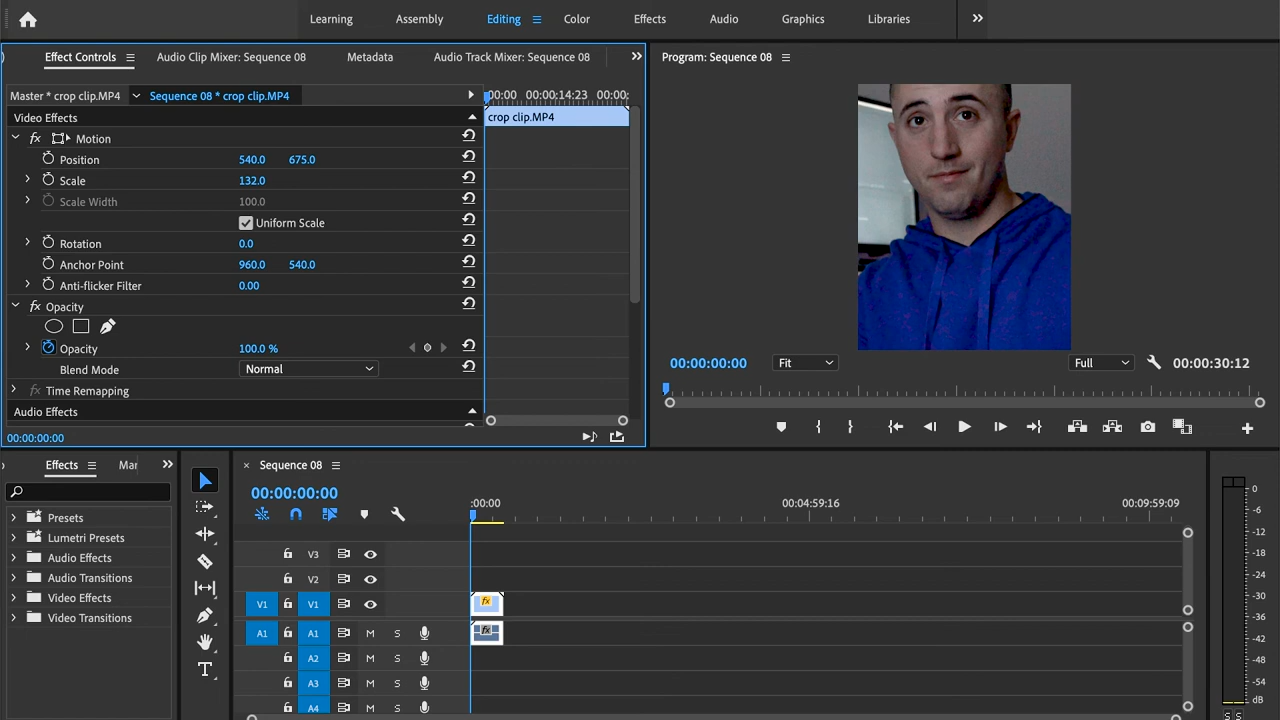 Learning Assembly Editing Color Effects Audio Graphics Libraries
Effect Controls Audio Clip Mixer: Sequence 08 Metadata Audio Track Mixer: Sequence 08
Program: Sequence 08
Master * crop clip.MP4 Sequence 08 * crop clip.MP4
:00:00 00:00:14:23 00:00:
Video Effects
crop clip.MP4
fx Motion
Position 540.0 675.0
Scale 132.0
Scale Width 100.0
Uniform Scale
Rotation 0.0
Anchor Point 960.0 540.0
Anti-flicker Filter 0.00
fx Opacity
Opacity 100.0 %
Blend Mode Normal
fx Time Remapping
Audio Effects
00:00:00:00
00:00:00:00 Fit Full 00:00:30:12
Effects Mar
Presets
Lumetri Presets
Audio Effects
Audio Transitions
Video Effects
Video Transitions
× Sequence 08
00:00:00:00
:00:00 00:04:59:16 00:09:59:09
V3
V2
V1 V1 fx
A1 A1 M S fx
A2 M S
A3 M S
A4 M S
0
-6
-12
-18
-24
-30
-36
-42
-48
-54
dB
S S